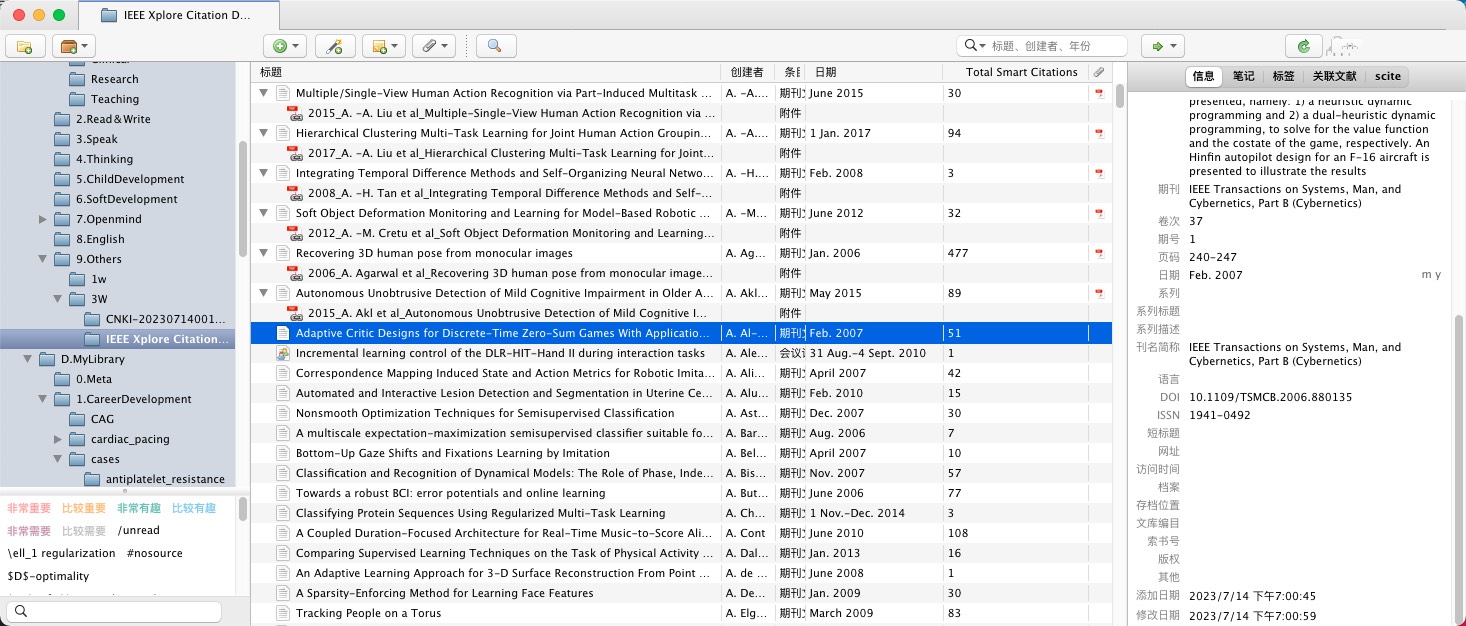 IEEE Xplore Citation D...
标题、创建者、年份
Research
Teaching
2.Read&Write
3.Speak
4.Thinking
5.ChildDevelopment
6.SoftDevelopment
7.Openmind
8.English
9.Others
1w
3W
CNKI-20230714001...
IEEE Xplore Citation...
D.MyLibrary
0.Meta
1.CareerDevelopment
CAG
cardiac_pacing
cases
antiplatelet_resistance
非常重要 比较重要 非常有趣 比较有趣
非常需要 比较需要 /unread
\ell_1 regularization #nosource
$D$-optimality
标题 创建者 条目 日期 Total Smart Citations
Multiple/Single-View Human Action Recognition via Part-Induced Multitask ... A. -A.... 期刊文 June 2015 30
2015_A. -A. Liu et al_Multiple-Single-View Human Action Recognition via ... 附件
Hierarchical Clustering Multi-Task Learning for Joint Human Action Groupin... A. -A.... 期刊文 1 Jan. 2017 94
2017_A. -A. Liu et al_Hierarchical Clustering Multi-Task Learning for Joint... 附件
Integrating Temporal Difference Methods and Self-Organizing Neural Netwo... A. -H.... 期刊文 Feb. 2008 3
2008_A. -H. Tan et al_Integrating Temporal Difference Methods and Self-... 附件
Soft Object Deformation Monitoring and Learning for Model-Based Robotic ... A. -M... 期刊文 June 2012 32
2012_A. -M. Cretu et al_Soft Object Deformation Monitoring and Learning... 附件
Recovering 3D human pose from monocular images A. Ag... 期刊文 Jan. 2006 477
2006_A. Agarwal et al_Recovering 3D human pose from monocular image... 附件
Autonomous Unobtrusive Detection of Mild Cognitive Impairment in Older A... A. Akl... 期刊文 May 2015 89
2015_A. Akl et al_Autonomous Unobtrusive Detection of Mild Cognitive I... 附件
Adaptive Critic Designs for Discrete-Time Zero-Sum Games With Applicatio... A. Al-... 期刊文 Feb. 2007 51
Incremental learning control of the DLR-HIT-Hand II during interaction tasks A. Ale... 会议论 31 Aug.-4 Sept. 2010 1
Correspondence Mapping Induced State and Action Metrics for Robotic Imita... A. Ali... 期刊文 April 2007 42
Automated and Interactive Lesion Detection and Segmentation in Uterine Ce... A. Alu... 期刊文 Feb. 2010 15
Nonsmooth Optimization Techniques for Semisupervised Classification A. Ast... 期刊文 Dec. 2007 30
A multiscale expectation-maximization semisupervised classifier suitable fo... A. Bar... 期刊文 Aug. 2006 7
Bottom-Up Gaze Shifts and Fixations Learning by Imitation A. Bel... 期刊文 April 2007 10
Classification and Recognition of Dynamical Models: The Role of Phase, Inde... A. Bis... 期刊文 Nov. 2007 57
Towards a robust BCI: error potentials and online learning A. But... 期刊文 June 2006 77
Classifying Protein Sequences Using Regularized Multi-Task Learning A. Ch... 期刊文 1 Nov.-Dec. 2014 3
A Coupled Duration-Focused Architecture for Real-Time Music-to-Score Ali... A. Cont 期刊文 June 2010 108
Comparing Supervised Learning Techniques on the Task of Physical Activity ... A. Dal... 期刊文 Jan. 2013 16
An Adaptive Learning Approach for 3-D Surface Reconstruction From Point ... A. de ... 期刊文 June 2008 1
A Sparsity-Enforcing Method for Learning Face Features A. De... 期刊文 Jan. 2009 30
Tracking People on a Torus A. Elg... 期刊文 March 2009 83
信息 笔记 标签 关联文献 scite
presented, namely: 1) a heuristic dynamic
programming and 2) a dual-heuristic dynamic
programming, to solve for the value function
and the costate of the game, respectively. An
Hinfin autopilot design for an F-16 aircraft is
presented to illustrate the results
期刊 IEEE Transactions on Systems, Man, and
Cybernetics, Part B (Cybernetics)
卷次 37
期号 1
页码 240-247
日期 Feb. 2007 m y
系列
系列标题
系列描述
刊名简称 IEEE Transactions on Systems, Man, and
Cybernetics, Part B (Cybernetics)
语言
DOI 10.1109/TSMCB.2006.880135
ISSN 1941-0492
短标题
网址
访问时间
档案
存档位置
文库编目
索书号
版权
其他
添加日期 2023/7/14 下午7:00:45
修改日期 2023/7/14 下午7:00:59